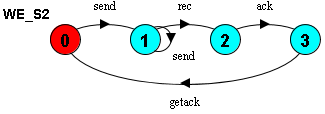 send rec ack
WE_S2
0 1 2 3
send
getack